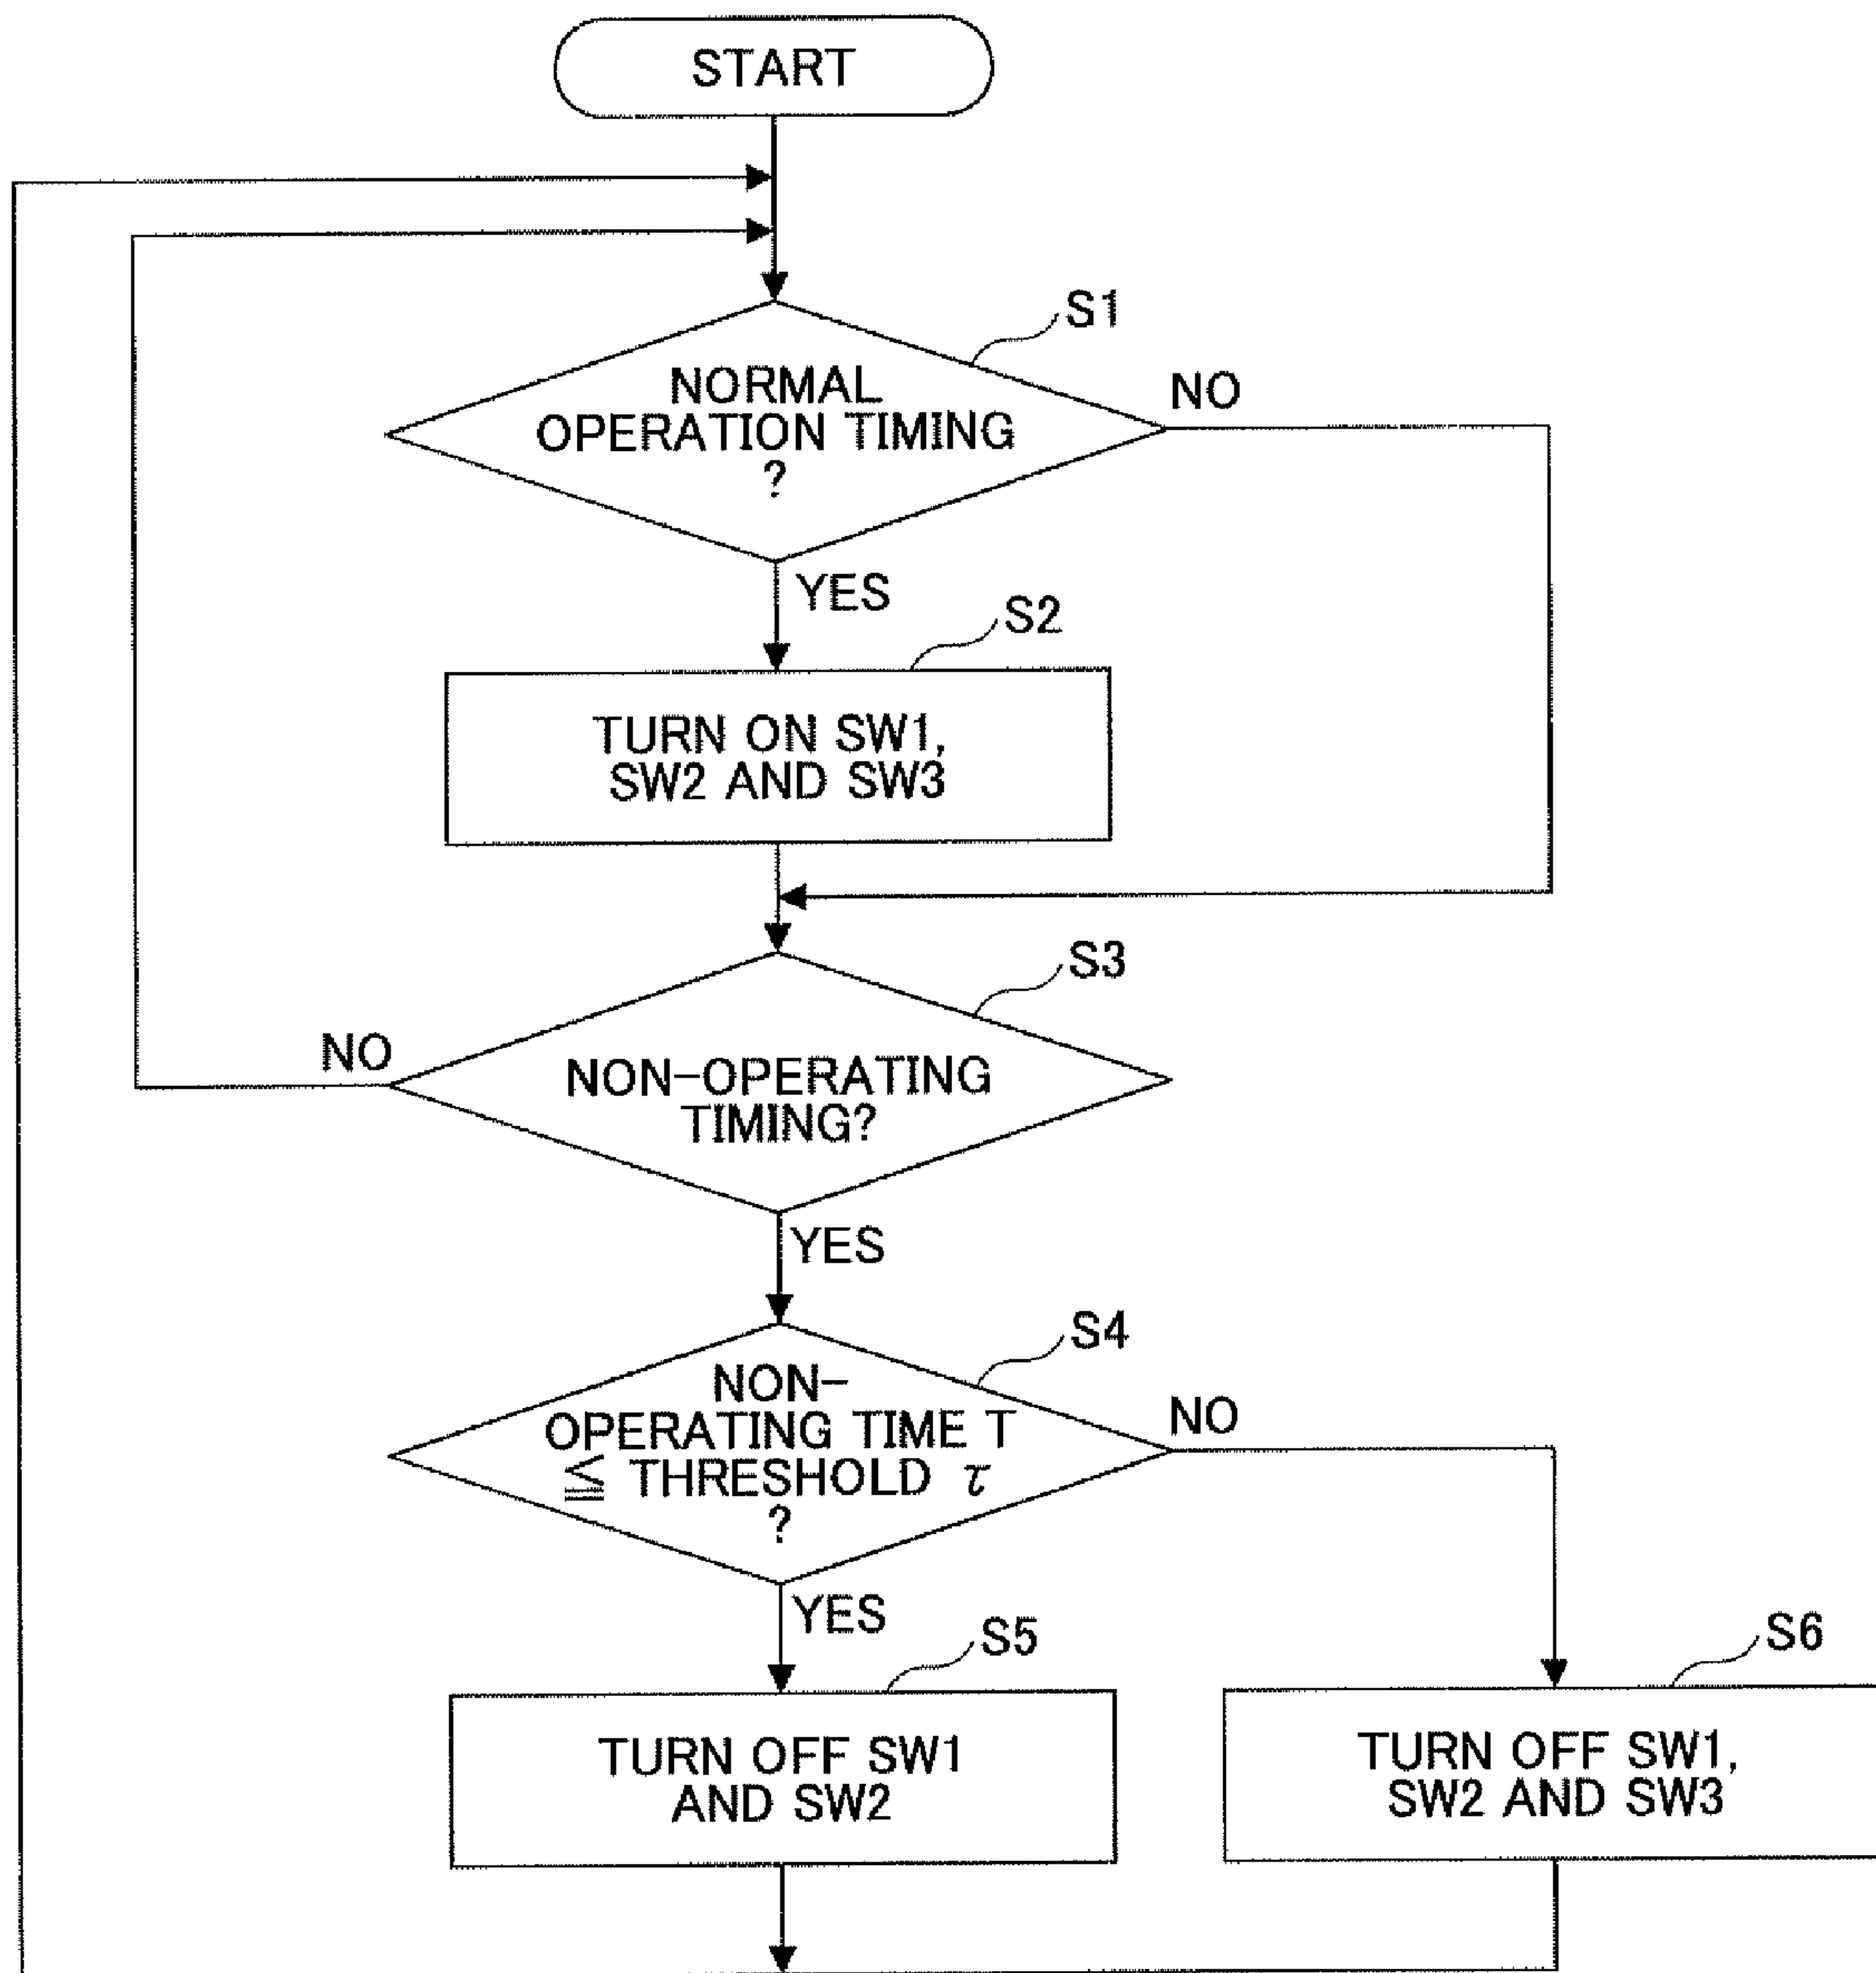 START
S1
NORMAL
OPERATION TIMING
?
NO
YES
S2
TURN ON SW1,
SW2 AND SW3
S3
NON-OPERATING
TIMING?
NO
YES
S4
NON-
OPERATING TIME T
≦ THRESHOLD τ
?
NO
YES
S5
TURN OFF SW1
AND SW2
S6
TURN OFF SW1,
SW2 AND SW3